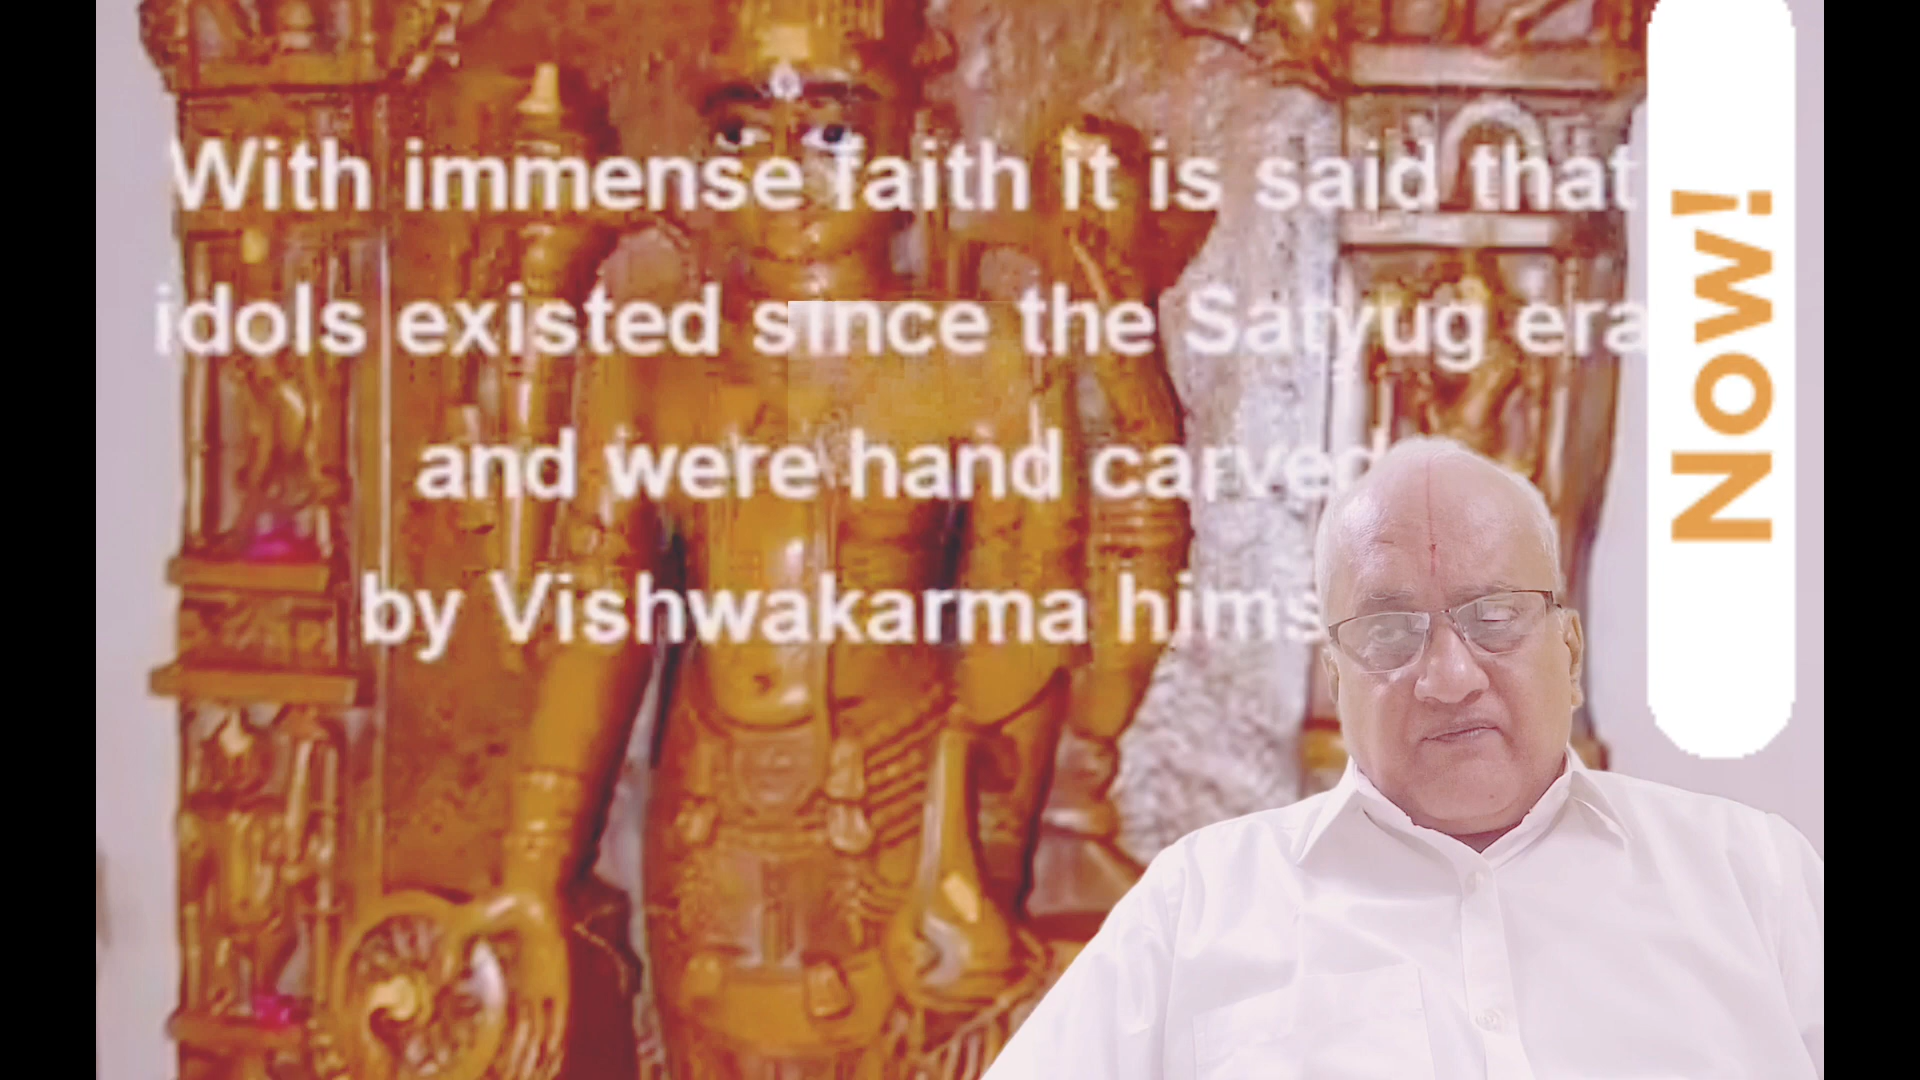 With immense faith it is said that
idols existed since the Satyug era
and were hand carved
by Vishwakarma hims
Now!